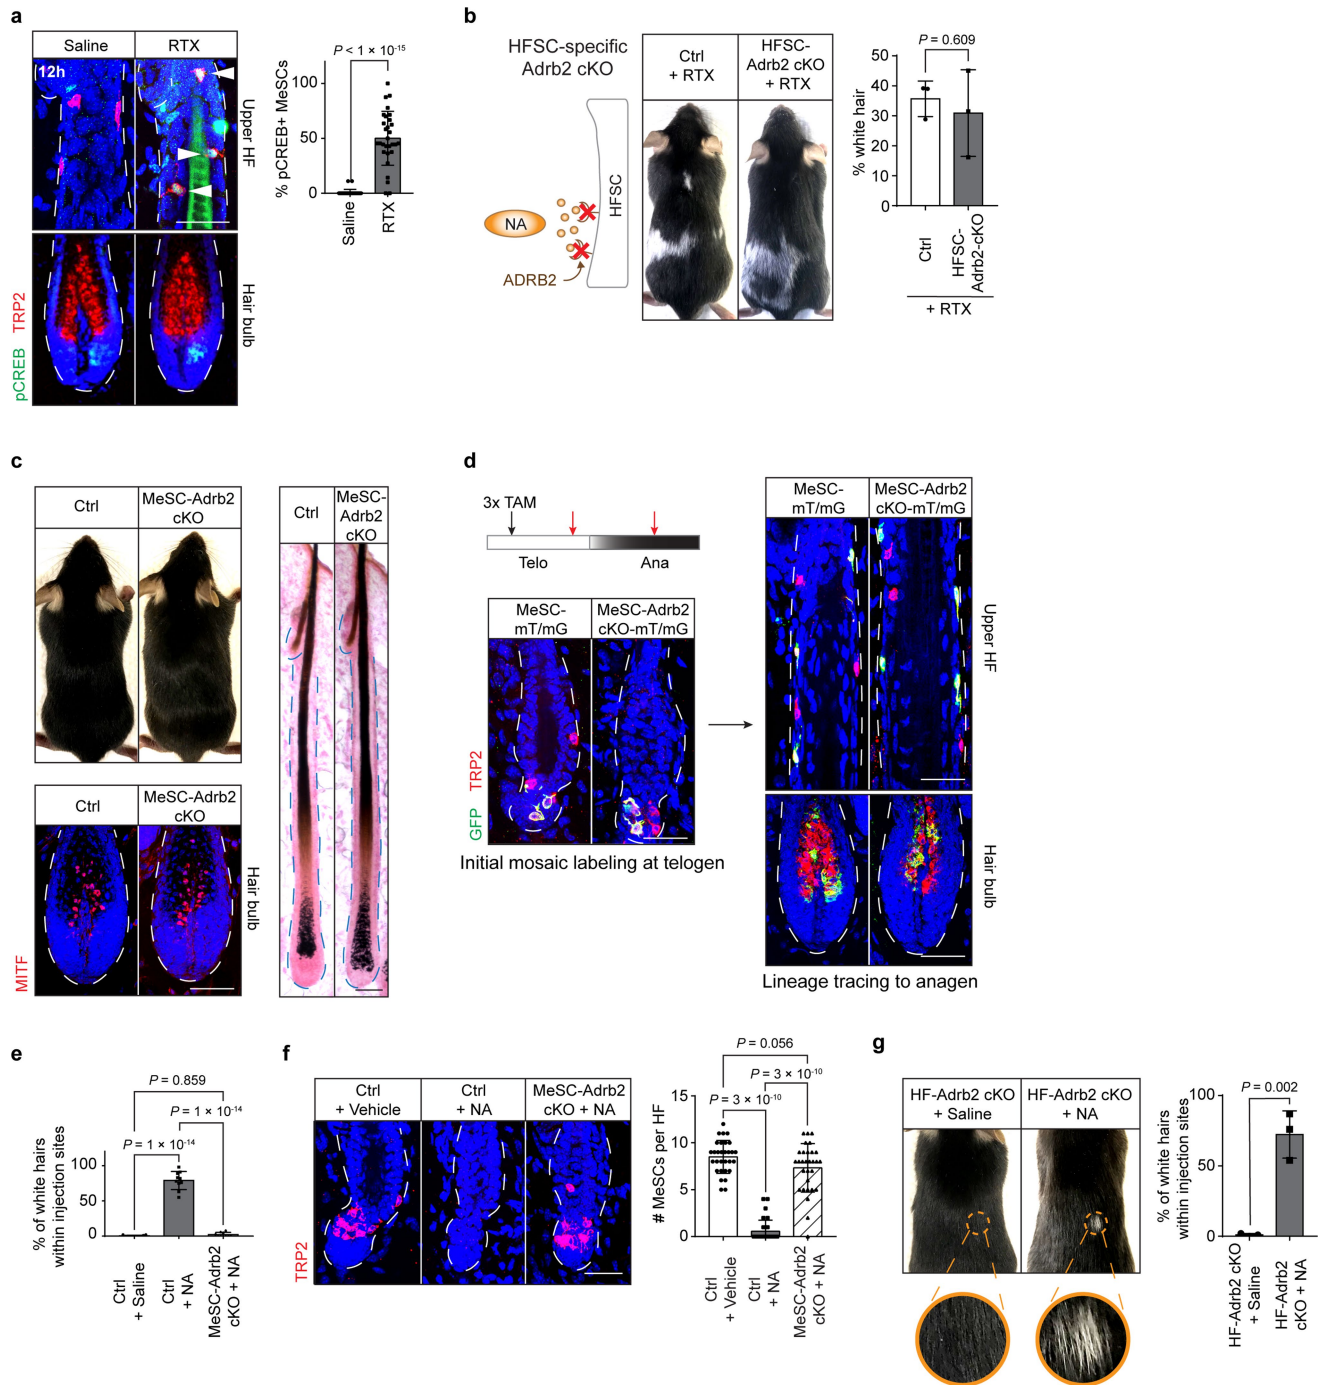 a
Saline
RTX
12h
Upper HF
Hair bulb
pCREB TRP2
P < 1 × 10-15
% pCREB+ MeSCs
100
50
0
Saline
RTX
b
HFSC-specific
Adrb2 cKO
NA
ADRB2
HFSC
Ctrl
+ RTX
HFSC-
Adrb2 cKO
+ RTX
P = 0.609
% white hair
50
40
30
20
10
0
Ctrl
HFSC-
Adrb2-cKO
+ RTX
c
Ctrl
MeSC-Adrb2
cKO
Ctrl
MeSC-Adrb2
cKO
Hair bulb
MITF
Ctrl
MeSC-
Adrb2
cKO
d
3x TAM
Telo
Ana
MeSC-
mT/mG
MeSC-Adrb2
cKO-mT/mG
GFP TRP2
Initial mosaic labeling at telogen
MeSC-
mT/mG
MeSC-Adrb2
cKO-mT/mG
Upper HF
Hair bulb
Lineage tracing to anagen
e
P = 0.859
P = 1 × 10-14
P = 1 × 10-14
% of white hairs
within injection sites
100
50
0
Ctrl
+ Saline
Ctrl
+ NA
MeSC-Adrb2
cKO + NA
f
Ctrl
+ Vehicle
Ctrl
+ NA
MeSC-Adrb2
cKO + NA
TRP2
P = 0.056
P = 3 × 10-10
P = 3 × 10-10
# MeSCs per HF
15
10
5
0
Ctrl
+ Vehicle
Ctrl
+ NA
MeSC-Adrb2
cKO + NA
g
HF-Adrb2 cKO
+ Saline
HF-Adrb2 cKO
+ NA
P = 0.002
% of white hairs
within injection sites
100
50
0
HF-Adrb2 cKO
+ Saline
HF-Adrb2
cKO + NA